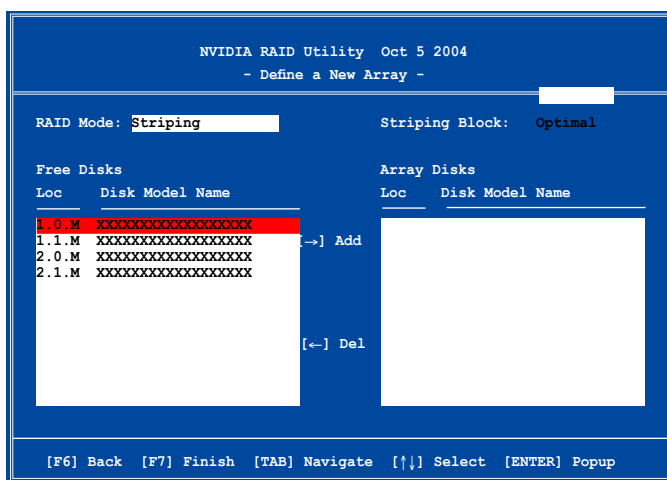 NVIDIA RAID Utility Oct 5 2004
- Define a New Array -
RAID Mode: Striping Striping Block: Optimal
Free Disks Array Disks
Loc Disk Model Name Loc Disk Model Name
1.0.M XXXXXXXXXXXXXXXXXX
1.1.M XXXXXXXXXXXXXXXXXX
[→] Add
2.0.M XXXXXXXXXXXXXXXXXX
2.1.M XXXXXXXXXXXXXXXXXX
[←] Del
[F6] Back [F7] Finish [TAB] Navigate [↑↓] Select [ENTER] Popup